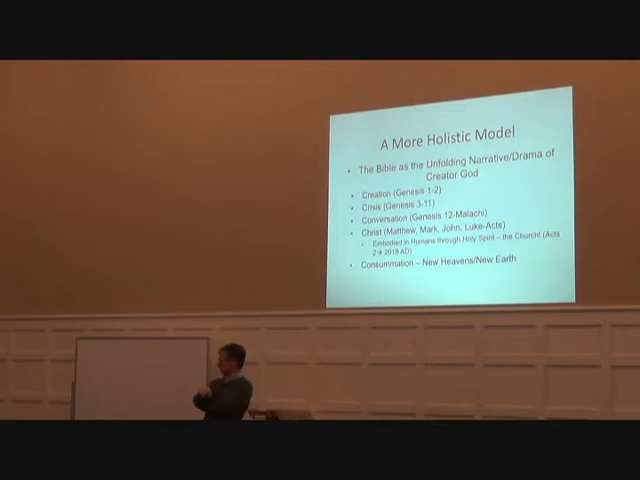 A More Holistic Model
• The Bible as the Unfolding Narrative/Drama of
Creator God
• Creation (Genesis 1-2)
• Crisis (Genesis 3-11)
• Conversation (Genesis 12-Malachi)
• Christ (Matthew, Mark, John, Luke-Acts)
• Embodied in Humans through Holy Spirit – the Church! (Acts
2→ 2018 AD)
• Consummation – New Heavens/New Earth